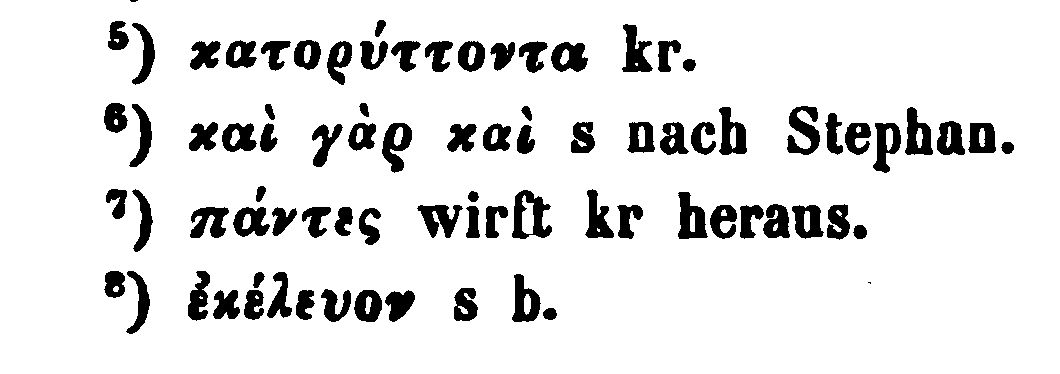 ⁵) κατορύττοντα kr.
⁶) καὶ γὰρ καὶ s nach Stephan.
⁷) πάντες wirft kr heraus.
⁸) ἐκέλευον s b.